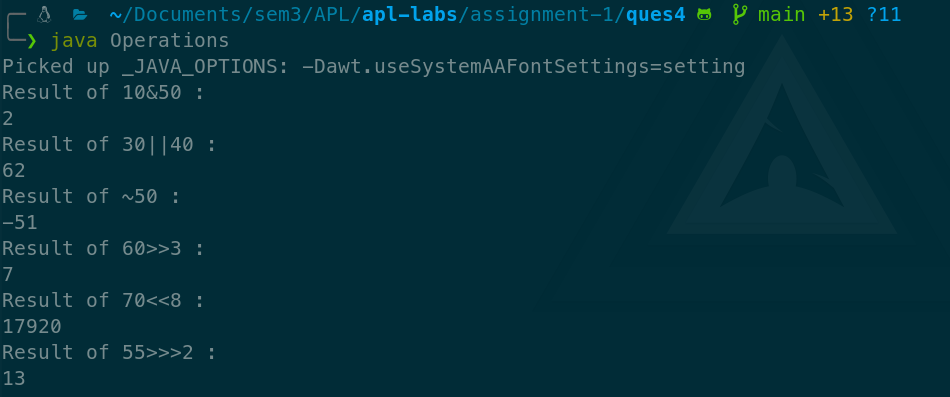 ~/Documents/sem3/APL/apl-labs/assignment-1/ques4 main +13 ?11
❯ java Operations
Picked up _JAVA_OPTIONS: -Dawt.useSystemAAFontSettings=setting
Result of 10&50 :
2
Result of 30||40 :
62
Result of ~50 :
-51
Result of 60>>3 :
7
Result of 70<<8 :
17920
Result of 55>>>2 :
13